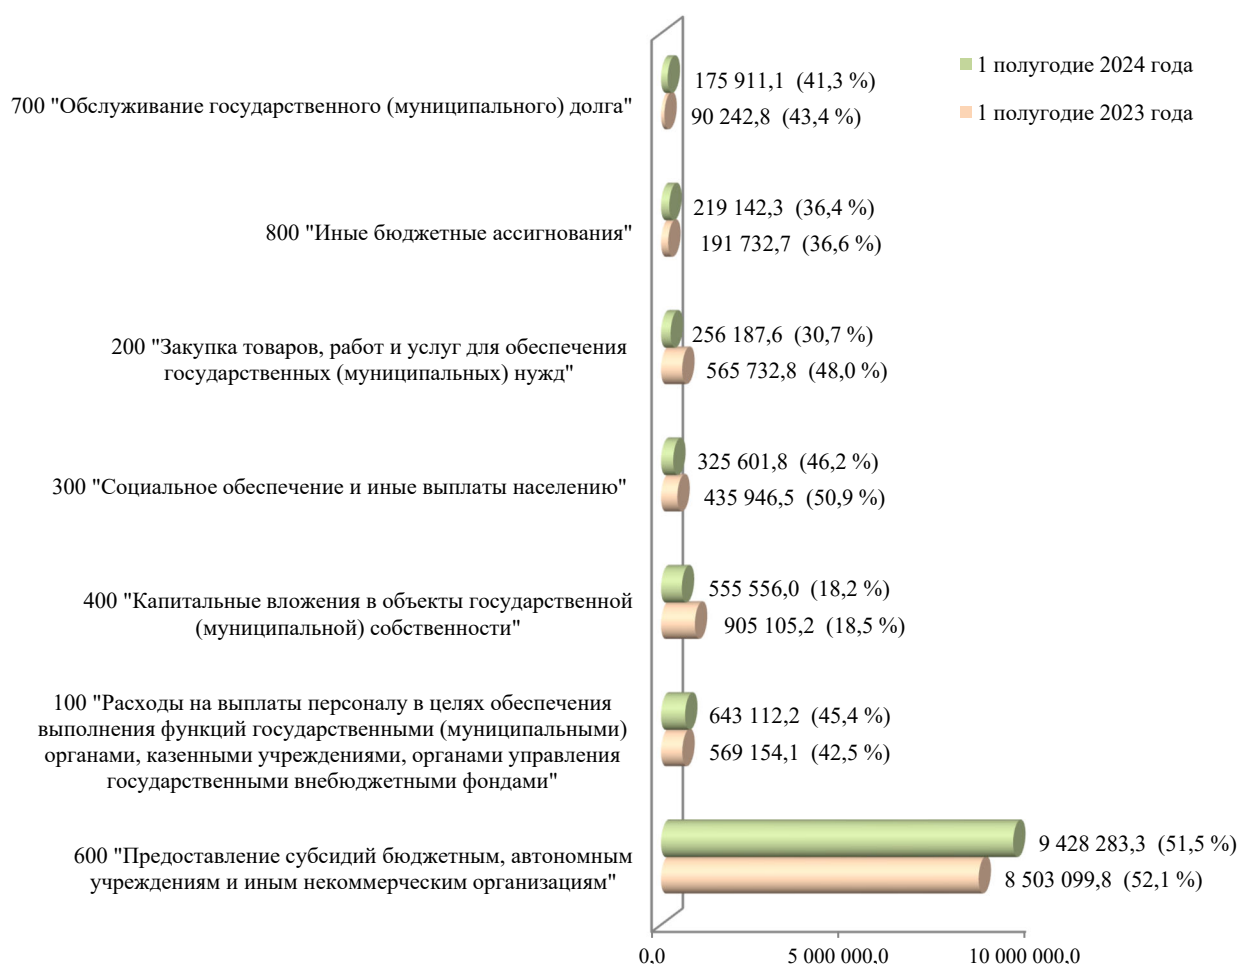 1 полугодие 2024 года
1 полугодие 2023 года
700 "Обслуживание государственного (муниципального) долга"
175 911,1 (41,3 %)
90 242,8 (43,4 %)
800 "Иные бюджетные ассигнования"
219 142,3 (36,4 %)
191 732,7 (36,6 %)
200 "Закупка товаров, работ и услуг для обеспечения
государственных (муниципальных) нужд"
256 187,6 (30,7 %)
565 732,8 (48,0 %)
300 "Социальное обеспечение и иные выплаты населению"
325 601,8 (46,2 %)
435 946,5 (50,9 %)
400 "Капитальные вложения в объекты государственной
(муниципальной) собственности"
555 556,0 (18,2 %)
905 105,2 (18,5 %)
100 "Расходы на выплаты персоналу в целях обеспечения
выполнения функций государственными (муниципальными)
органами, казенными учреждениями, органами управления
государственными внебюджетными фондами"
643 112,2 (45,4 %)
569 154,1 (42,5 %)
600 "Предоставление субсидий бюджетным, автономным
учреждениям и иным некоммерческим организациям"
9 428 283,3 (51,5 %)
8 503 099,8 (52,1 %)
0,0
5 000 000,0
10 000 000,0